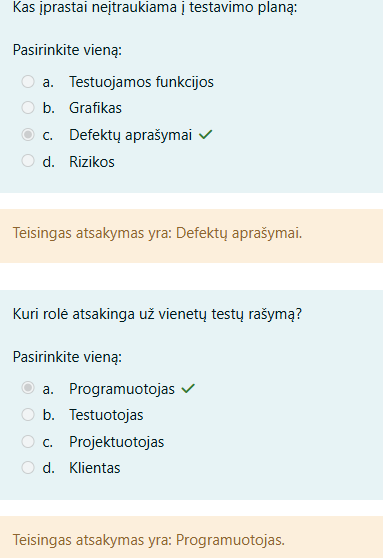 Kas įprastai neįtraukiama į testavimo planą:
Pasirinkite vieną:
a. Testuojamos funkcijos
b. Grafikas
c. Defektų aprašymai
d. Rizikos
Teisingas atsakymas yra: Defektų aprašymai.
Kuri rolė atsakinga už vienetų testų rašymą?
Pasirinkite vieną:
a. Programuotojas
b. Testuotojas
c. Projektuotojas
d. Klientas
Teisingas atsakymas yra: Programuotojas.